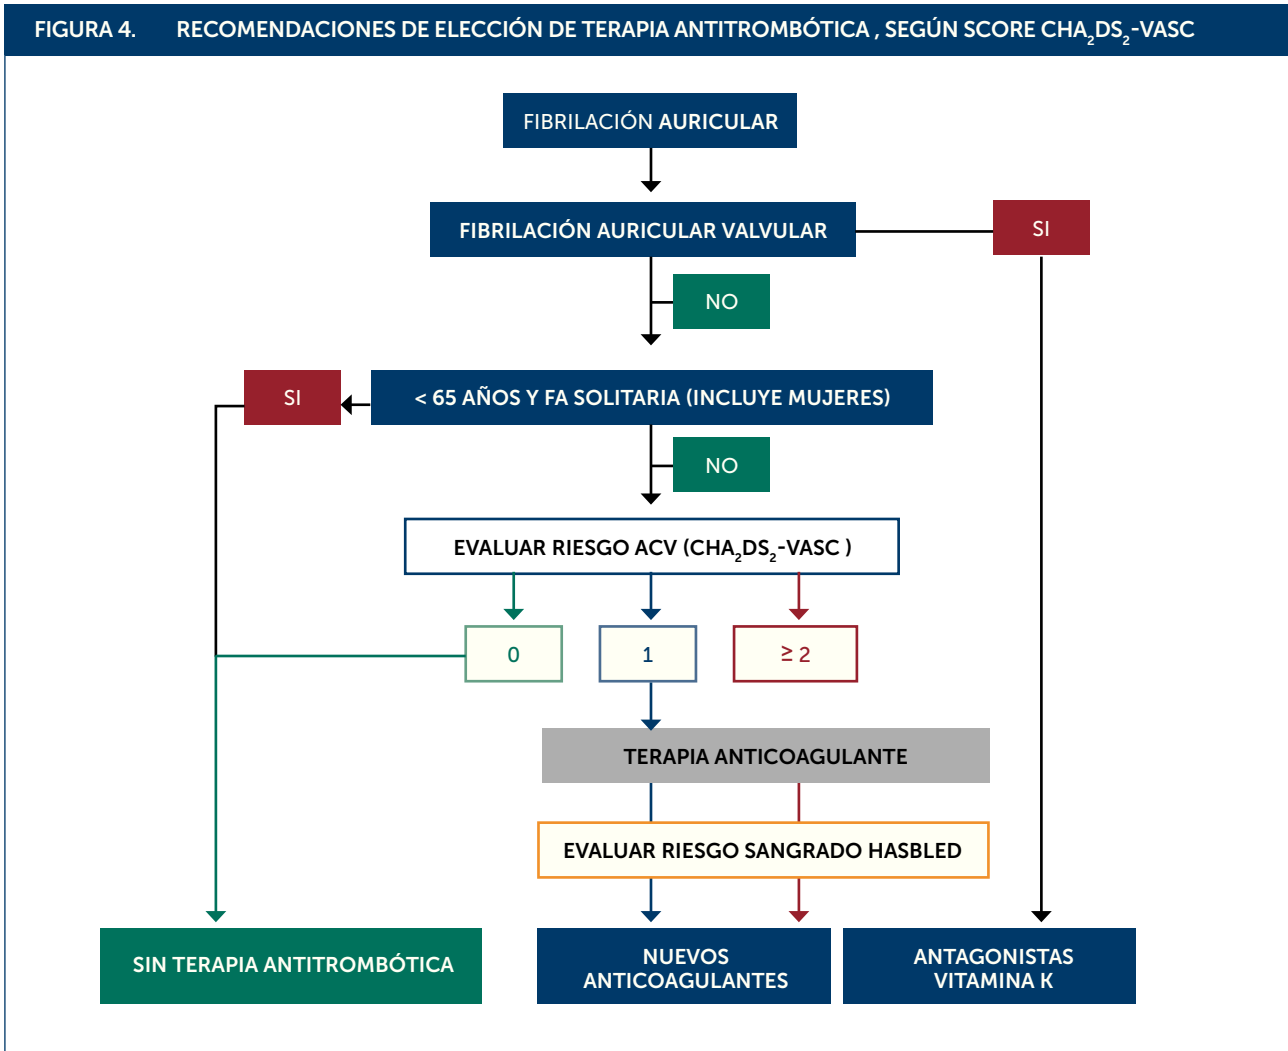 FIGURA 4. RECOMENDACIONES DE ELECCIÓN DE TERAPIA ANTITROMBÓTICA , SEGÚN SCORE CHA₂DS₂-VASC
FIBRILACIÓN AURICULAR
FIBRILACIÓN AURICULAR VALVULAR
SI
NO
SI
< 65 AÑOS Y FA SOLITARIA (INCLUYE MUJERES)
NO
EVALUAR RIESGO ACV (CHA₂DS₂-VASC )
0
1
≥ 2
TERAPIA ANTICOAGULANTE
EVALUAR RIESGO SANGRADO HASBLED
SIN TERAPIA ANTITROMBÓTICA
NUEVOS
ANTICOAGULANTES
ANTAGONISTAS
VITAMINA K